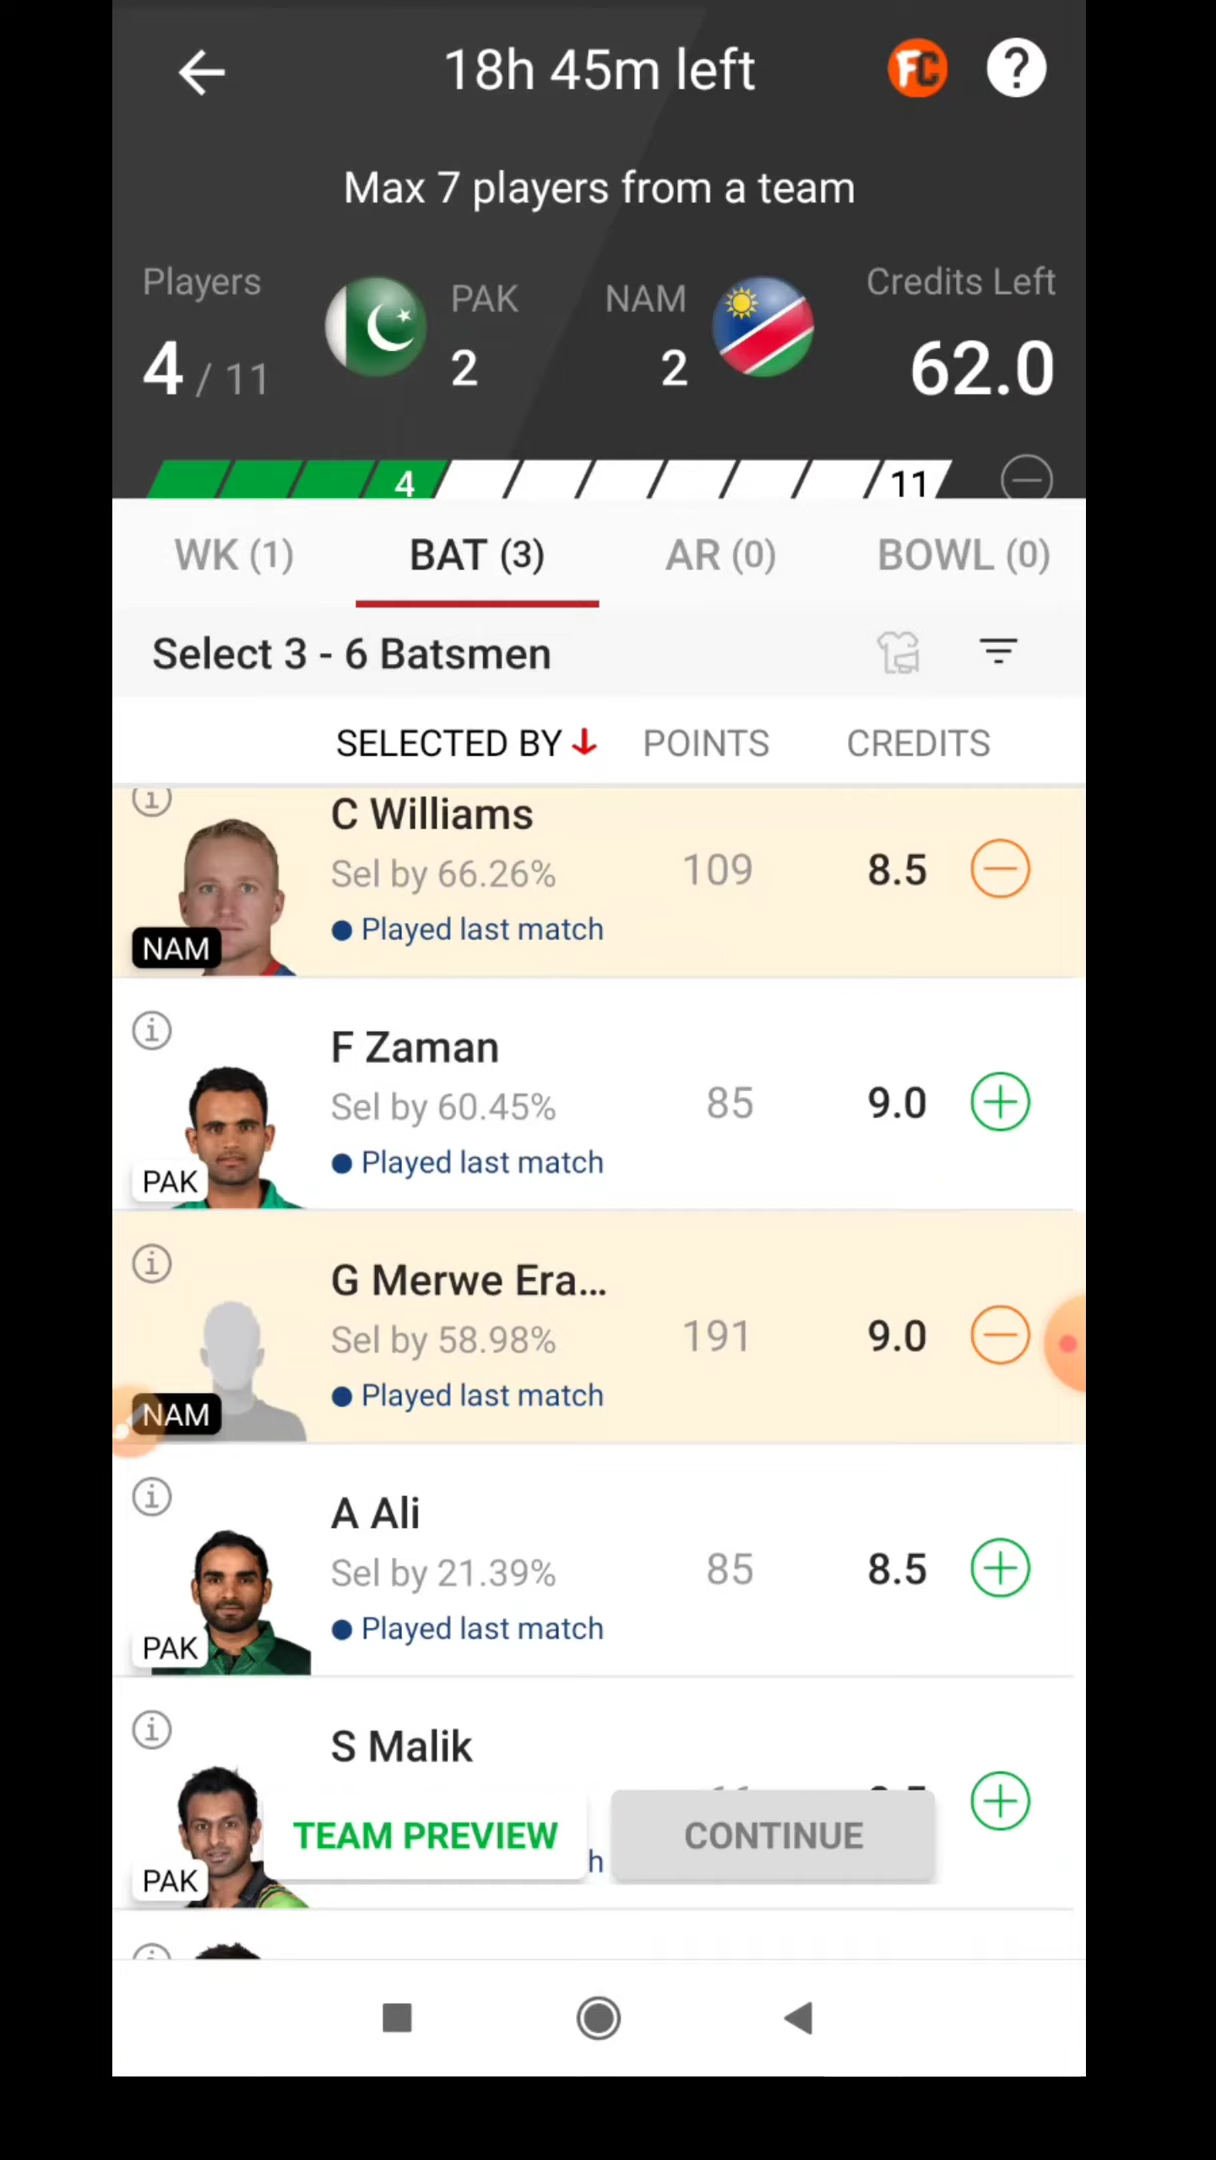 18h 45m left
FC
?
Max 7 players from a team
Players
PAK
NAM
Credits Left
4 / 11
2
2
62.0
4
11
WK (1)
BAT (3)
AR (0)
BOWL (0)
Select 3 - 6 Batsmen
SELECTED BY
POINTS
CREDITS
C Williams
Sel by 66.26%
109
8.5
Played last match
NAM
F Zaman
Sel by 60.45%
85
9.0
Played last match
PAK
G Merwe Era...
Sel by 58.98%
191
9.0
Played last match
NAM
A Ali
Sel by 21.39%
85
8.5
Played last match
PAK
S Malik
TEAM PREVIEW
CONTINUE
h
PAK